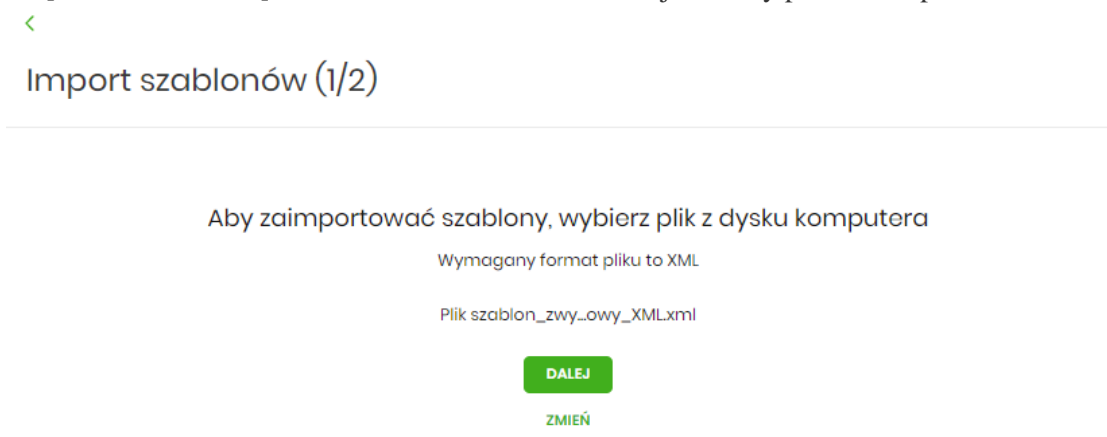 Import szablonów (1/2)
Aby zaimportować szablony, wybierz plik z dysku komputera
Wymagany format pliku to XML
Plik szablon_zwy...owy_XML.xml
DALEJ
ZMIEŃ